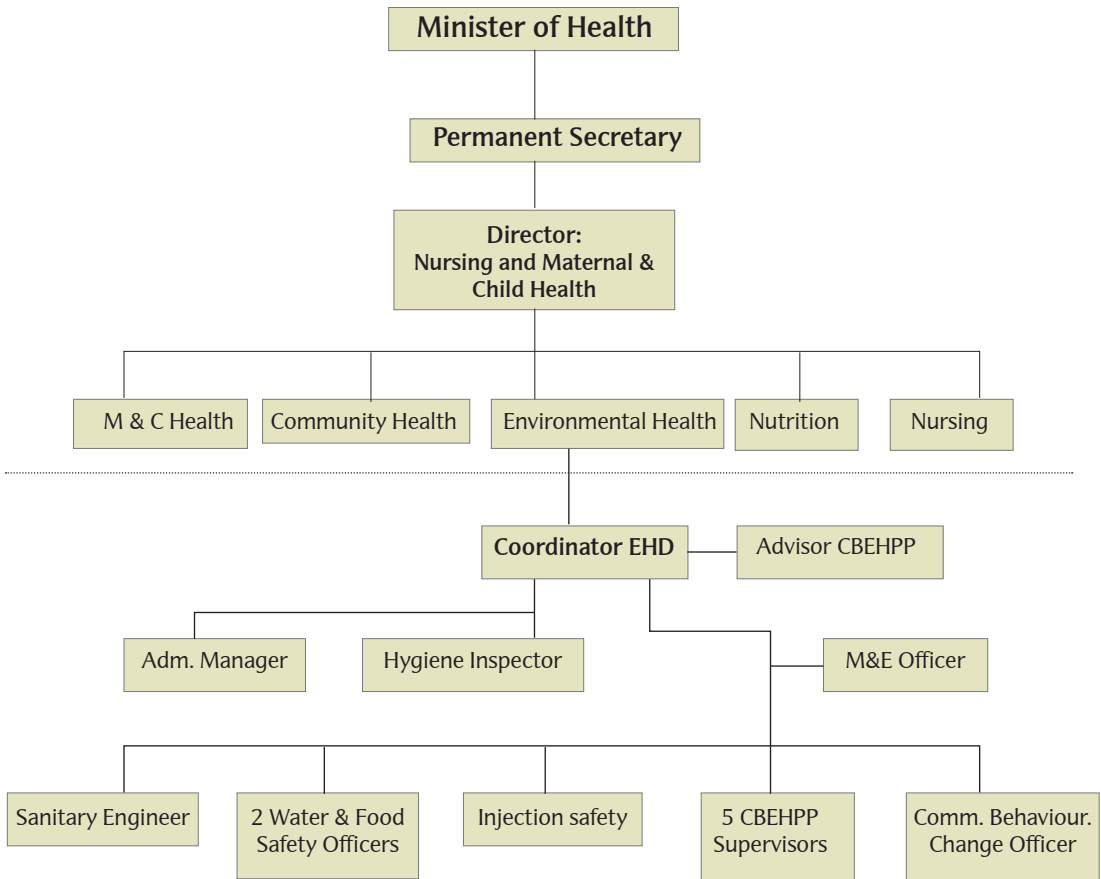 Minister of Health
Permanent Secretary
Director:
Nursing and Maternal &
Child Health
M & C Health
Community Health
Environmental Health
Nutrition
Nursing
Coordinator EHD
Advisor CBEHPP
Adm. Manager
Hygiene Inspector
M&E Officer
Sanitary Engineer
2 Water & Food
Safety Officers
Injection safety
5 CBEHPP
Supervisors
Comm. Behaviour.
Change Officer